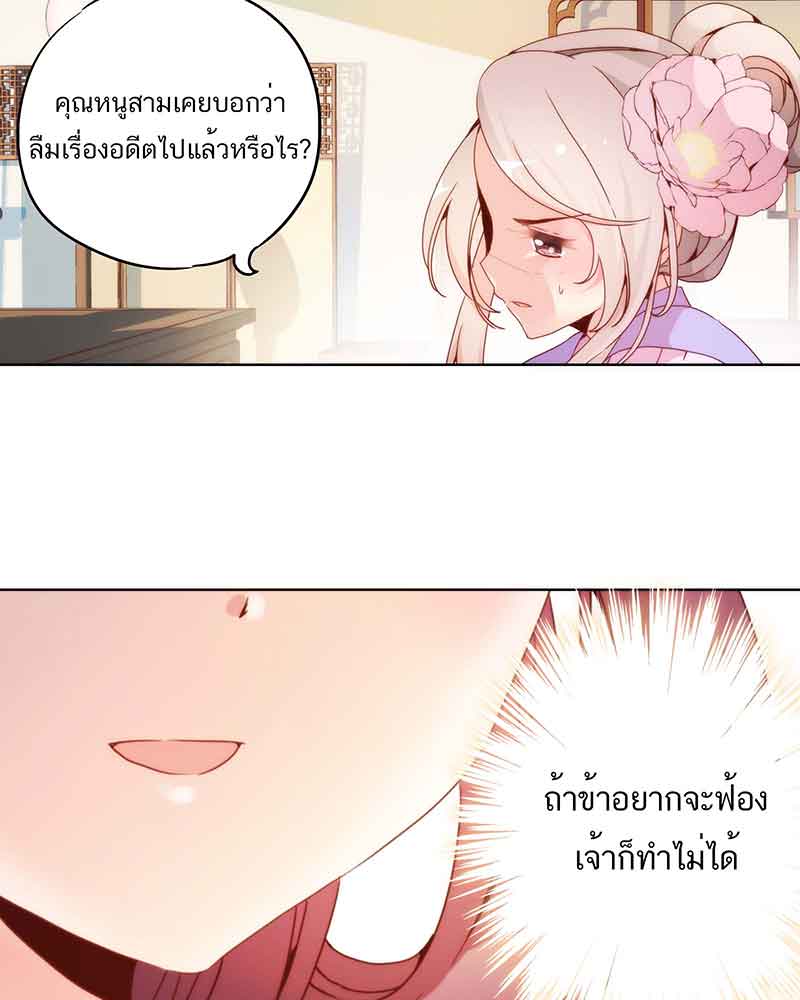 คุณหนูสามเคยบอกว่า
ลืมเรื่องอดีตไปแล้วหรือไร?
ถ้าข้าอยากจะฟ้อง
เจ้าก็ทำไม่ได้